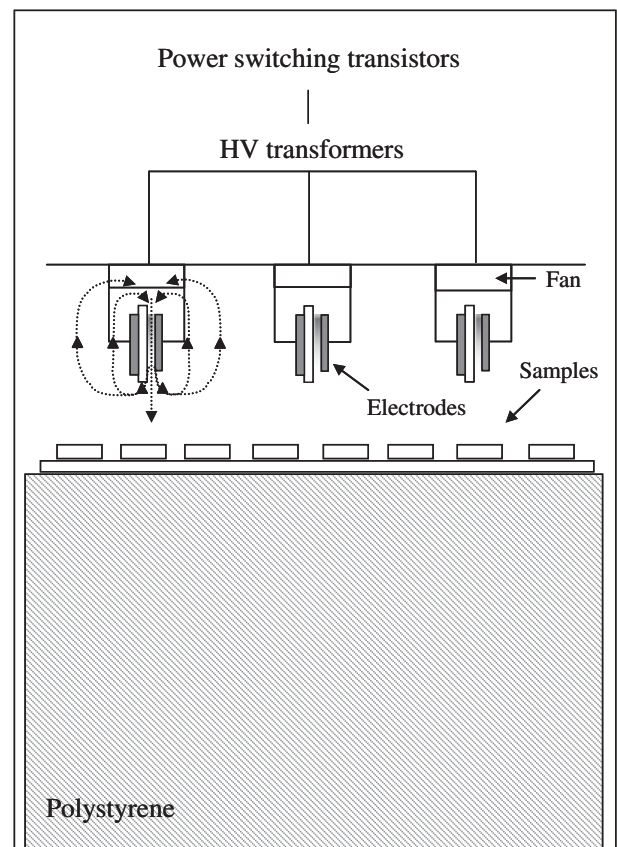 Power switching transistors
HV transformers
Fan
Samples
Electrodes
Polystyrene